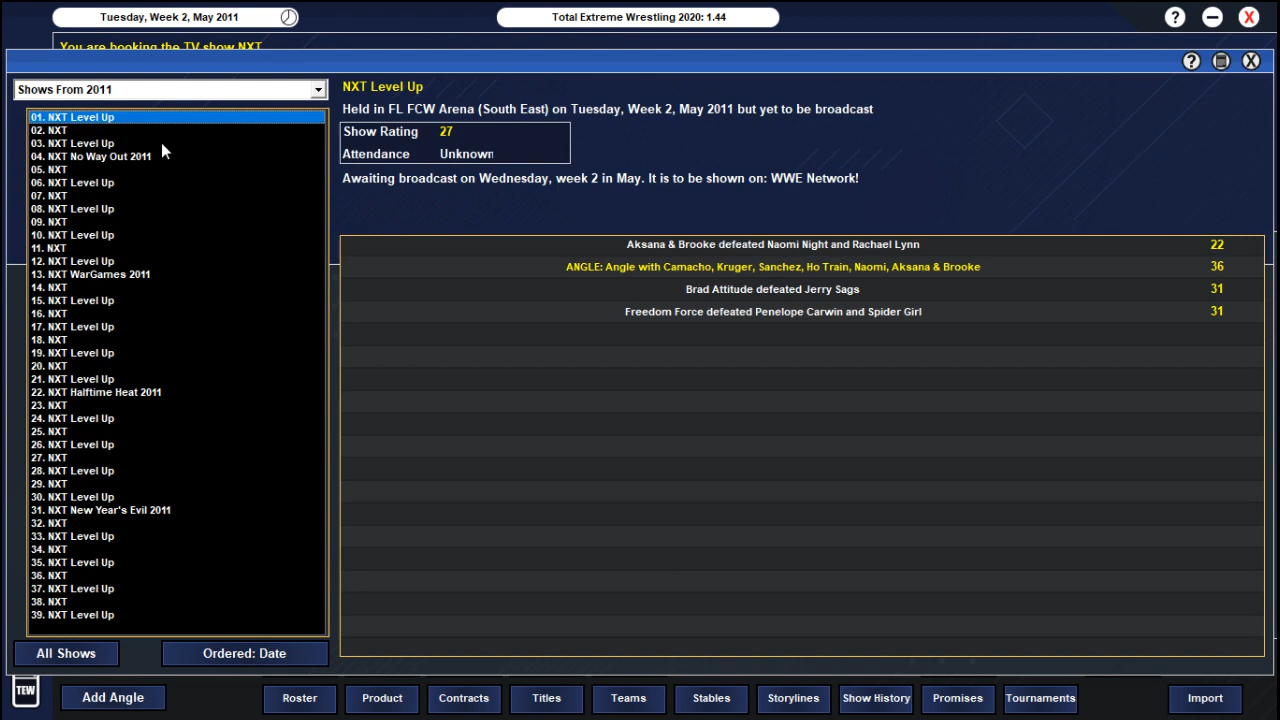 Tuesday, Week 2, May 2011
Total Extreme Wrestling 2020: 1.44
? X
You are booking the TV show NXT
? X
Shows From 2011
01. NXT Level Up
02. NXT
03. NXT Level Up
04. NXT No Way Out 2011
05. NXT
06. NXT Level Up
07. NXT
08. NXT Level Up
09. NXT
10. NXT Level Up
11. NXT
12. NXT Level Up
13. NXT WarGames 2011
14. NXT
15. NXT Level Up
16. NXT
17. NXT Level Up
18. NXT
19. NXT Level Up
20. NXT
21. NXT Level Up
22. NXT Halftime Heat 2011
23. NXT
24. NXT Level Up
25. NXT
26. NXT Level Up
27. NXT
28. NXT Level Up
29. NXT
30. NXT Level Up
31. NXT New Year's Evil 2011
32. NXT
33. NXT Level Up
34. NXT
35. NXT Level Up
36. NXT
37. NXT Level Up
38. NXT
39. NXT Level Up
All Shows
Ordered: Date
NXT Level Up
Held in FL FCW Arena (South East) on Tuesday, Week 2, May 2011 but yet to be broadcast
Show Rating 27
Attendance Unknown
Awaiting broadcast on Wednesday, week 2 in May. It is to be shown on: WWE Network!
Aksana & Brooke defeated Naomi Night and Rachael Lynn 22
ANGLE: Angle with Camacho, Kruger, Sanchez, Ho Train, Naomi, Aksana & Brooke 36
Brad Attitude defeated Jerry Sags 31
Freedom Force defeated Penelope Carwin and Spider Girl 31
TEW
Add Angle
Roster
Product
Contracts
Titles
Teams
Stables
Storylines
Show History
Promises
Tournaments
Import